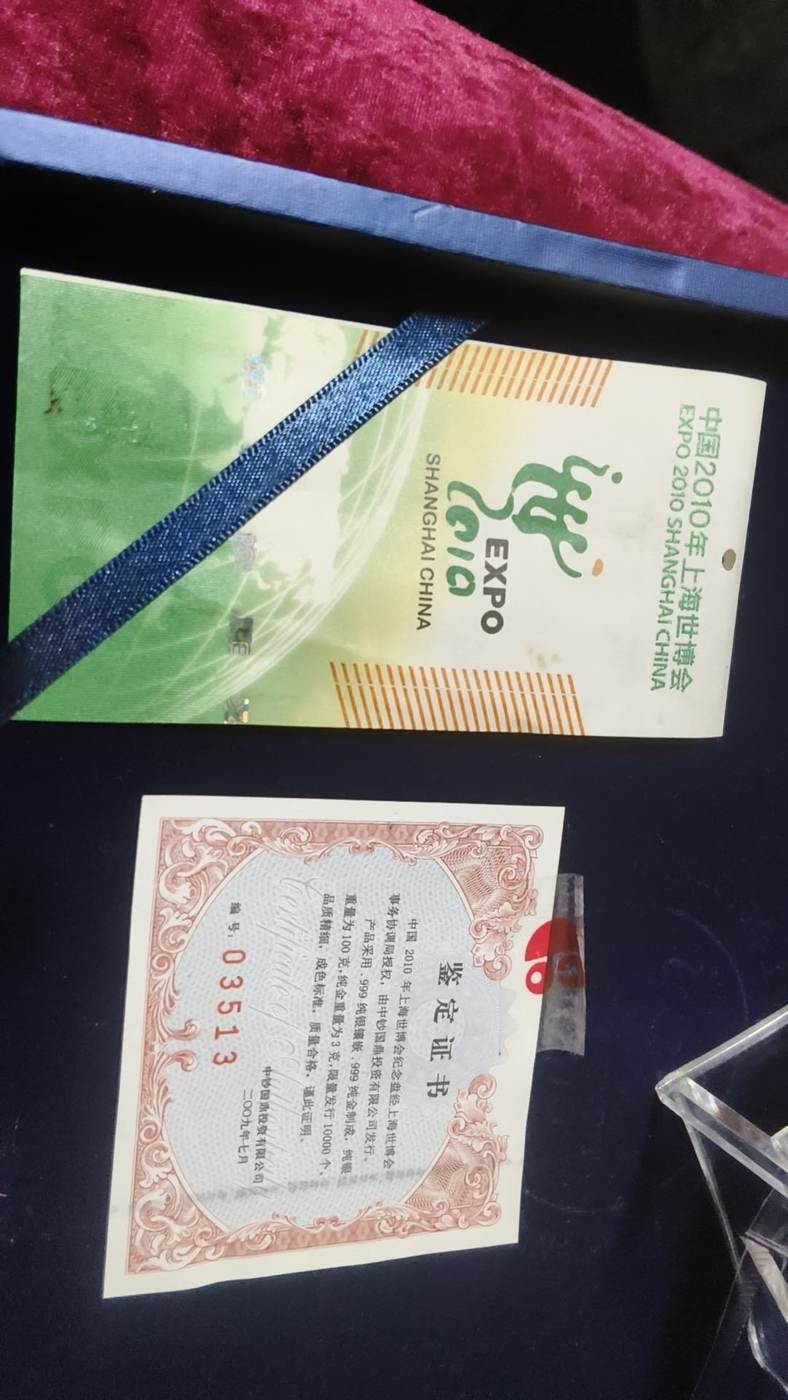 中国2010年上海世博会
EXPO 2010 SHANGHAI CHINA
EXPO
2010
SHANGHAI CHINA
鉴定证书
中国 2010 年上海世博会纪念盘经上海世博会
事务协调局授权，由中钞国鼎投资有限公司发行。
产品采用 .999 纯银镶嵌 .999 纯金制成，纯银
重量为100 克，纯金重量为3 克，限量发行 10000 个，
品质精细，成色标准，质量合格，谨此证明。
中钞国鼎投资有限公司
二〇〇九年七月
编号：03513